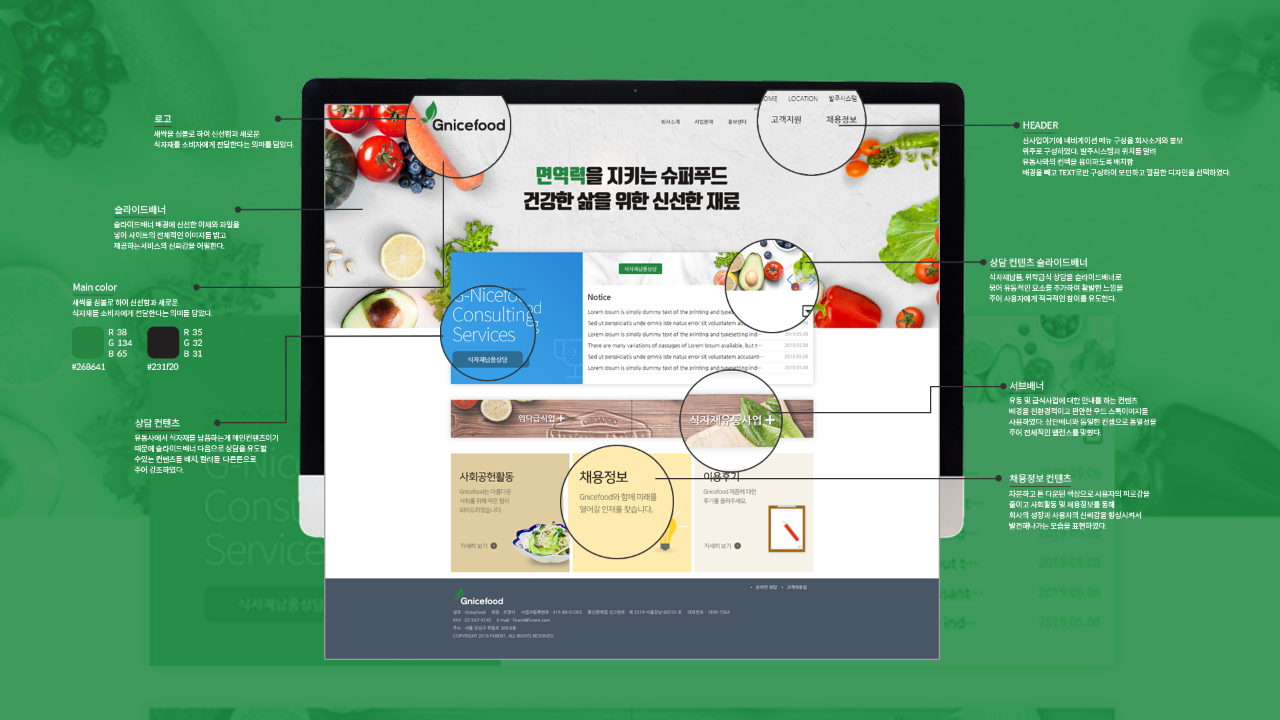 로고
새싹을 심볼로 하여 신선함과 새로운
식자재를 소비자에게 전달한다는 의미를 담았다.
슬라이드배너
슬라이드배너 배경에 신선한 야채와 과일을
넣어 사이트의 전체적인 이미지를 밝고
제공하는서비스의 신뢰감을 어필한다.
Main color
새싹을 심볼로 하여 신선함과 새로운
식자재를 소비자에게 전달한다는 의미를 담았다.
R 38
G 134
B 65
#268641
R 35
G 32
B 31
#231f20
상담 컨텐츠
유통사에서 식자재를 납품하는게 메인컨텐츠이기
때문에 슬라이드배너 다음으로 상담을 유도할
수있는 컨텐츠를 배치, 컬러를 다른톤으로
주어 강조하였다.
Gnicefood
회사소개
사업분야
홍보센터
고객지원
채용정보
LOCATION
발주시스템
면역력을 지키는 슈퍼푸드
건강한 삶을 위한 신선한 재료
G-Nicefood
Consulting
Services
식자재납품상담
식자재납품상담
Notice
Lorem Ipsum is simply dummy text of the printing and typese
Sed ut perspiciatis unde omnis iste natus error sit voluptatem a
Lorem Ipsum is simply dummy text of the printing and typesetting ind···
2019.05.08
There are many variations of passages of Lorem Ipsum available, but t···
2019.05.08
Sed ut perspiciatis unde omnis iste natus error sit voluptatem accusant···
2019.05.08
Lorem Ipsum is simply dummy text of the printing and typesetting ind···
2019.05.08
위탁급식업 +
ORGANIC
식자재유통사업 +
사회공헌활동
Gnicefood는 아름다운
사회를 위해 작은 힘이
되어드리겠습니다.
자세히 보기
채용정보
Gnicefood와 함께 미래를
열어갈 인재를 찾습니다.
이용후기
Gnicefood 제품에 대한
후기를 들려주세요.
자세히 보기
온라인 상담
고객의소리
Gnicefood
COPYRIGHT 2016 FXRENT. ALL RIGHTS RESERVED
HEADER
신사업이기에 네비게이션 메뉴 구성을 회사소개와 홍보
위주로 구성하였다. 발주시스템과 위치를 달려
유통사와의 컨택을 용이하도록 배치함
배경을 빼고 TEXT로만 구성하여 모던하고 깔끔한 디자인을 선택하였다.
상담 컨텐츠 슬라이드배너
식자재납품, 위탁급식 상담을 슬라이드배너로
묶어 유동적인 요소를 추가하여 활발한 느낌을
주어 사용자에게 적극적인 참여를 유도한다.
서브배너
유통 및 급식사업에 대한 안내를 하는 컨텐츠
배경을 친환경적이고 편안한 우드 스톡이미지를
사용하였다. 상단배너와 동일한 컨셉으로 통일성을
주어 전체적인 밸런스를 맞췄다.
채용정보 컨텐츠
차분하고 톤 다운된 색상으로 사용자의 피로감을
줄이고 사회활동 및 채용정보를 통해
회사의 성장과 사용자의 신뢰감을 형상시켜서
발전해나가는 모습을 표현하였다.